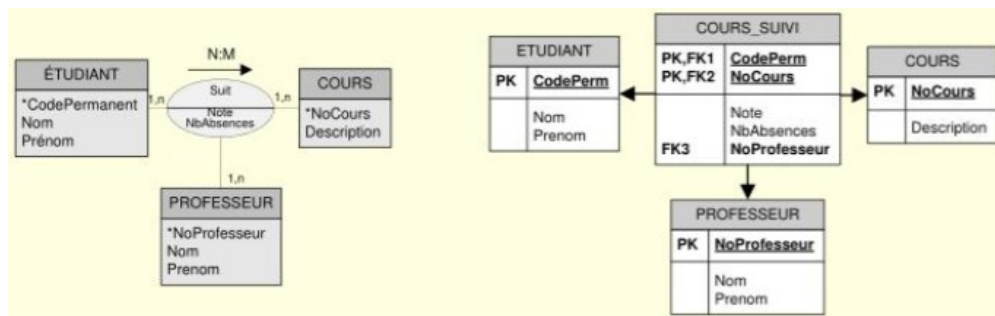 N:M
ÉTUDIANT
*CodePermanent
Nom
Prénom
1,n
Suit
Note
NbAbsences
1,n
COURS
*NoCours
Description
1,n
PROFESSEUR
*NoProfesseur
Nom
Prenom
ETUDIANT
PK CodePerm
Nom
Prenom
COURS_SUIVI
PK,FK1 CodePerm
PK,FK2 NoCours
Note
NbAbsences
FK3 NoProfesseur
COURS
PK NoCours
Description
PROFESSEUR
PK NoProfesseur
Nom
Prenom